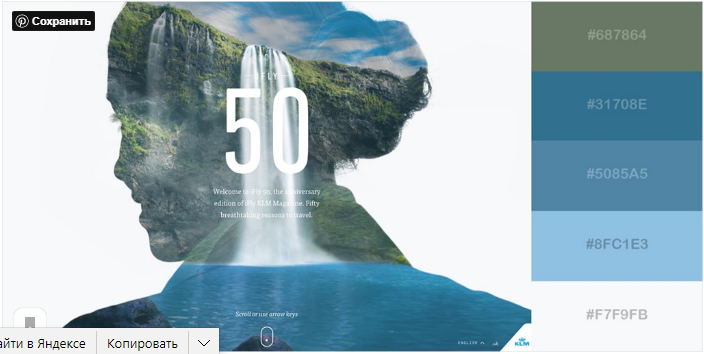 Сохранить
#687864
iFLY
50
#31708E
#5085A5
Welcome to iFly 50, the anniversary
edition of iFly KLM Magazine. Fifty
breathtaking reasons to travel.
#8FC1E3
#F7F9FB
Scroll or use arrow keys
ENGLISH
KLM
айти в Яндексе
Копировать